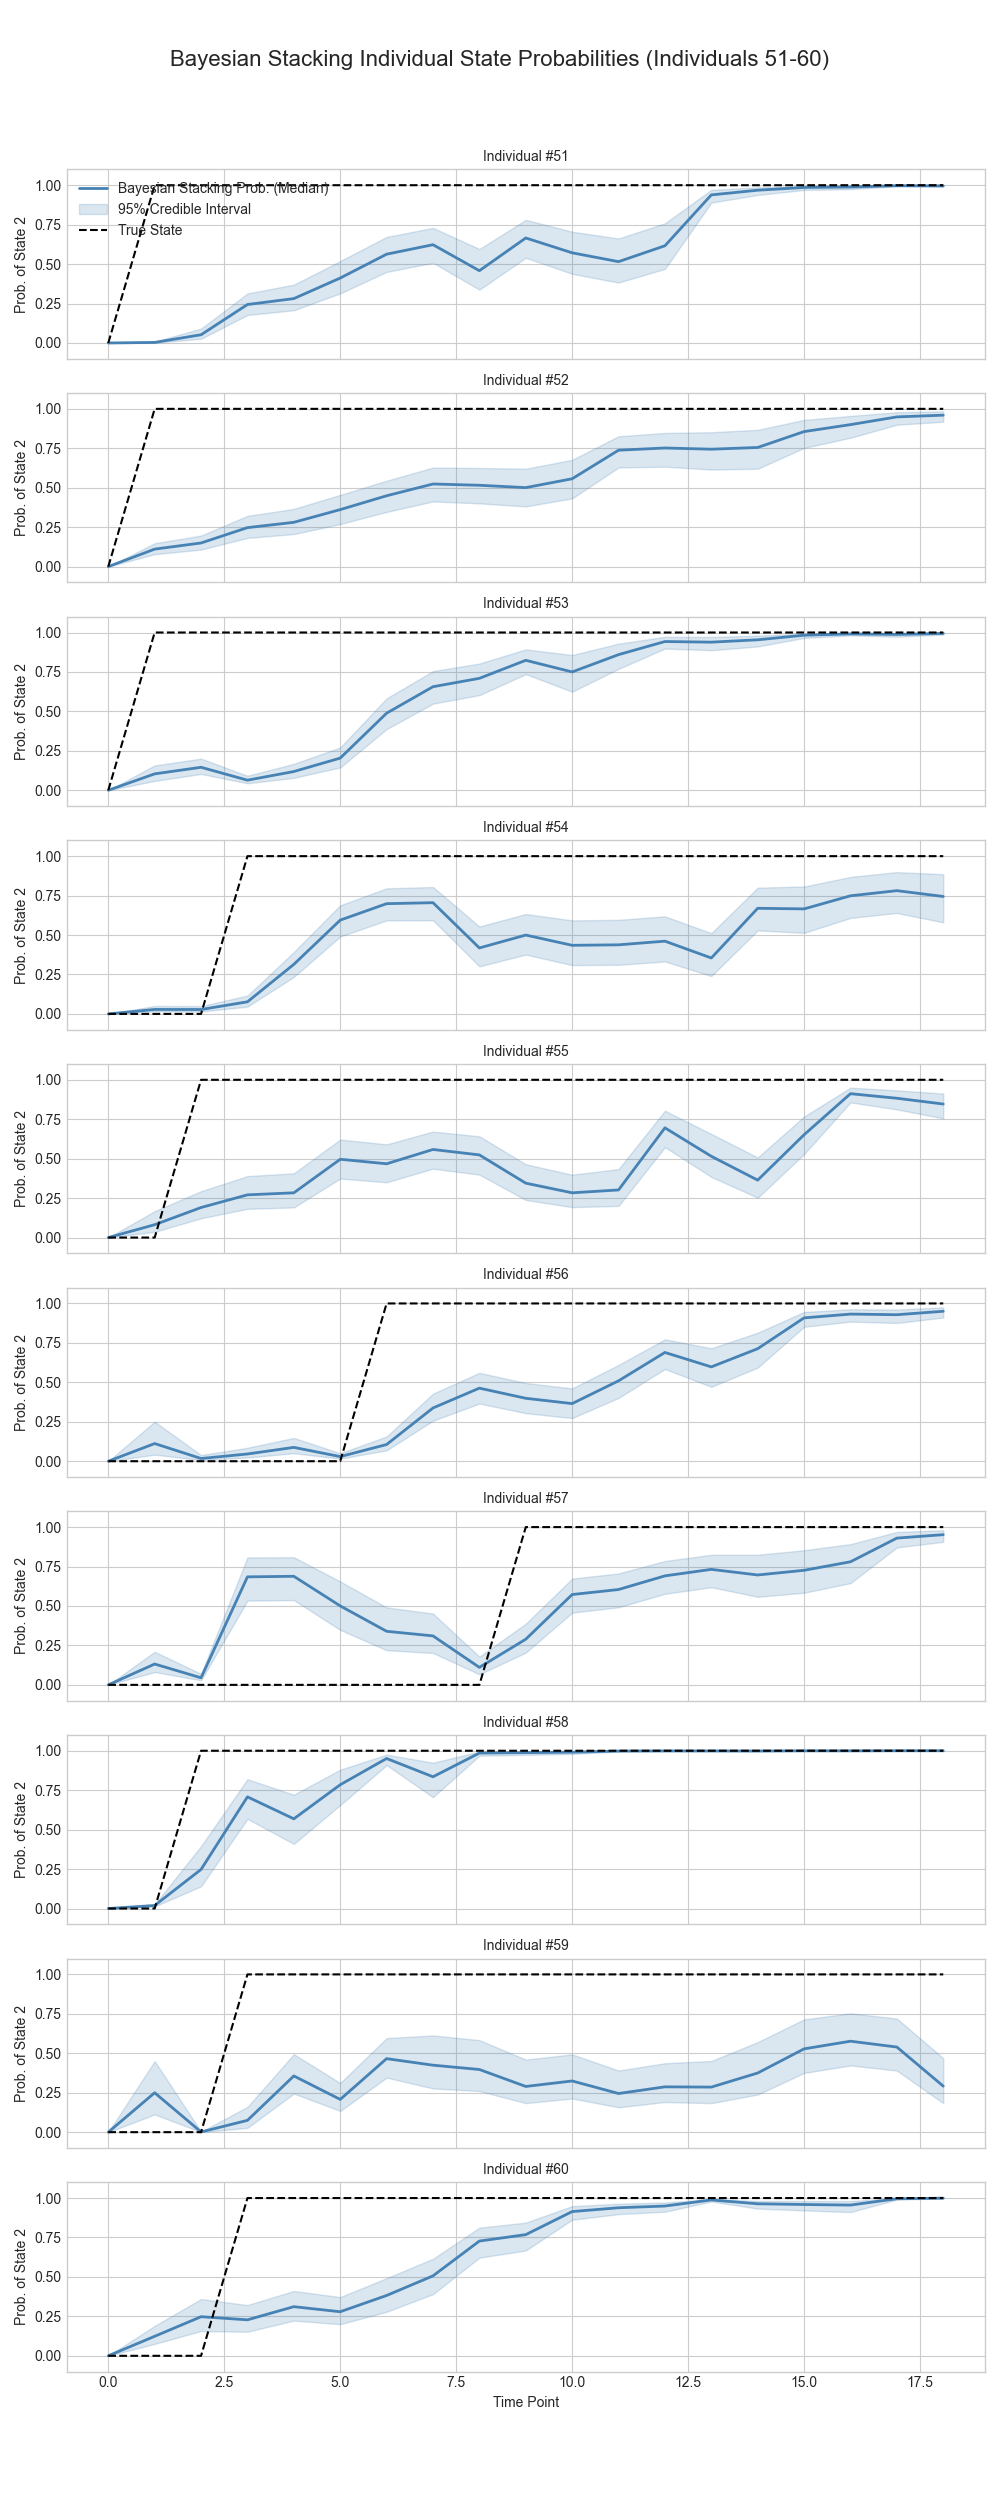 Bayesian Stacking Individual State Probabilities (Individuals 51-60)
Individual #51
Bayesian Stacking Prob. (Median)
95% Credible Interval
True State
1.00
0.75
0.50
0.25
0.00
Prob. of State 2
Individual #52
1.00
0.75
0.50
0.25
0.00
Prob. of State 2
Individual #53
1.00
0.75
0.50
0.25
0.00
Prob. of State 2
Individual #54
1.00
0.75
0.50
0.25
0.00
Prob. of State 2
Individual #55
1.00
0.75
0.50
0.25
0.00
Prob. of State 2
Individual #56
1.00
0.75
0.50
0.25
0.00
Prob. of State 2
Individual #57
1.00
0.75
0.50
0.25
0.00
Prob. of State 2
Individual #58
1.00
0.75
0.50
0.25
0.00
Prob. of State 2
Individual #59
1.00
0.75
0.50
0.25
0.00
Prob. of State 2
Individual #60
1.00
0.75
0.50
0.25
0.00
Prob. of State 2
0.0 2.5 5.0 7.5 10.0 12.5 15.0 17.5
Time Point